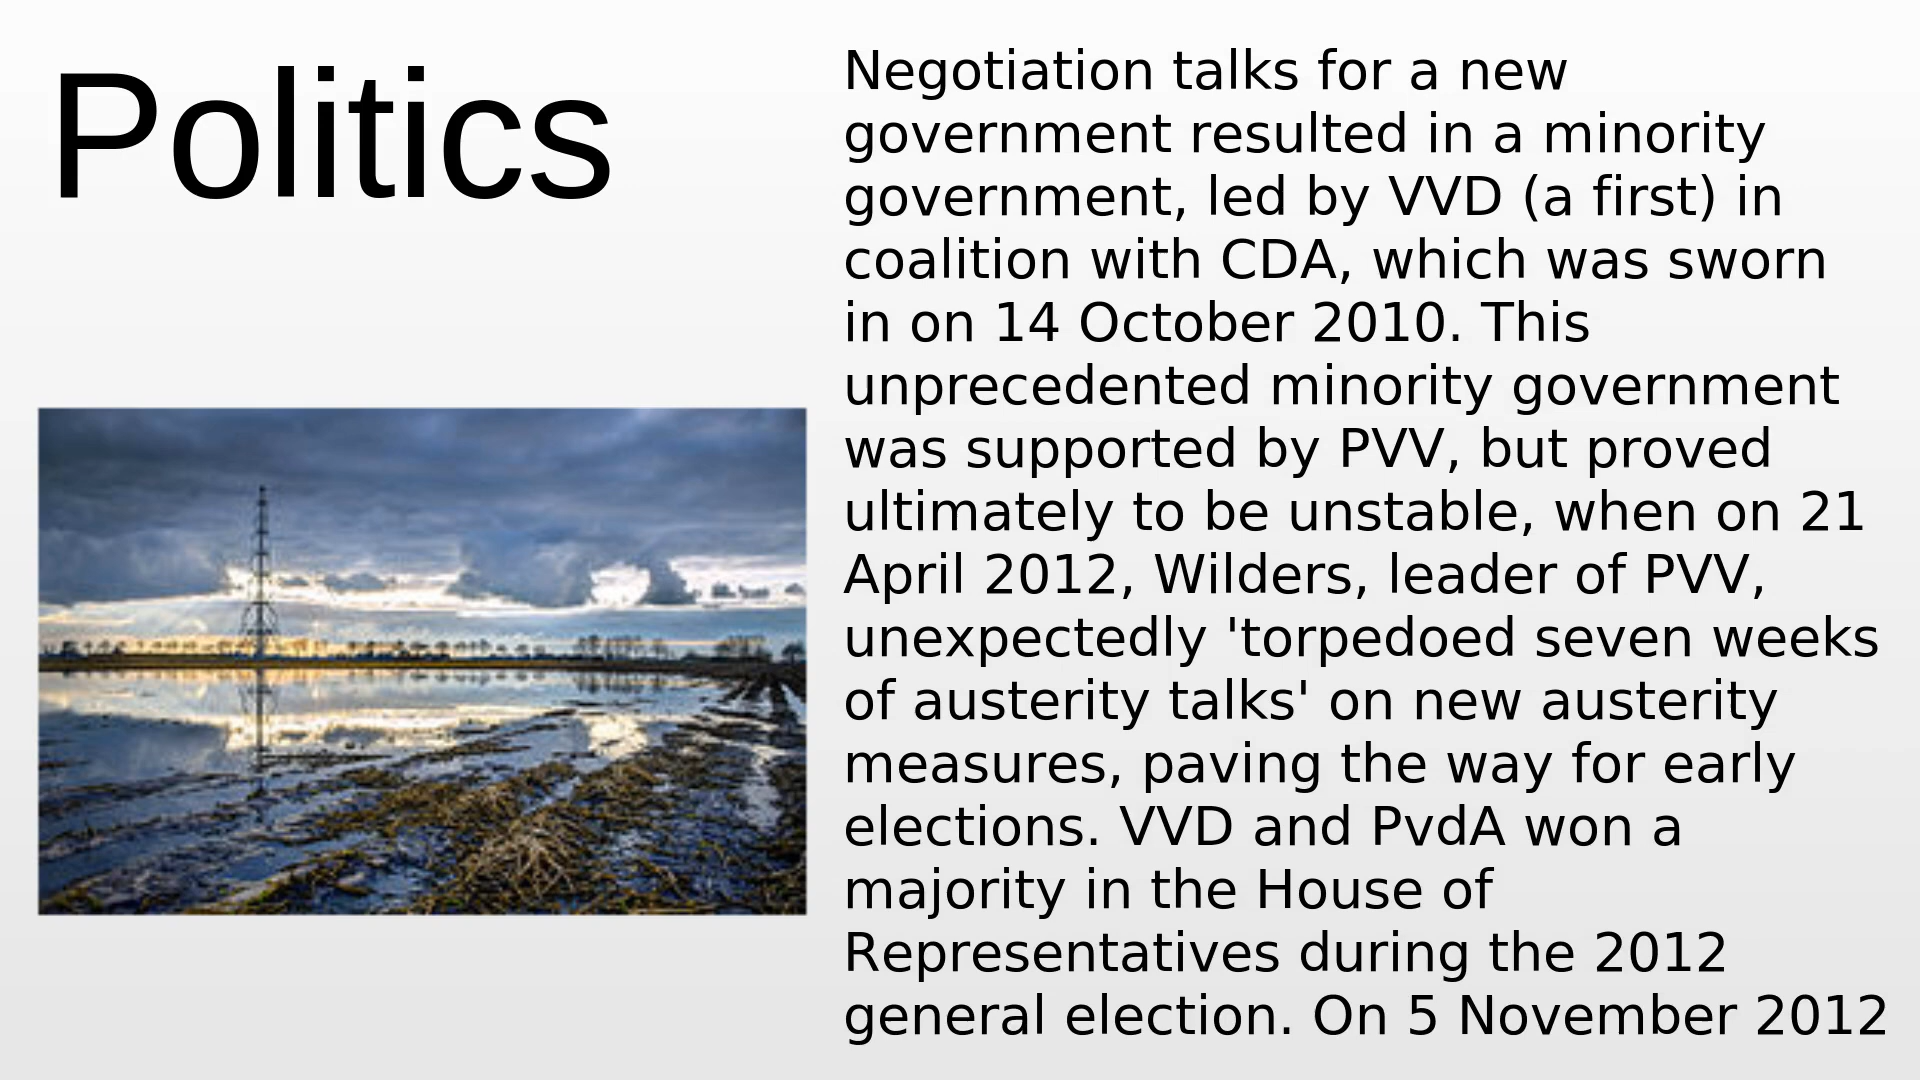 Politics
Negotiation talks for a new
government resulted in a minority
government, led by VVD (a first) in
coalition with CDA, which was sworn
in on 14 October 2010. This
unprecedented minority government
was supported by PVV, but proved
ultimately to be unstable, when on 21
April 2012, Wilders, leader of PVV,
unexpectedly 'torpedoed seven weeks
of austerity talks' on new austerity
measures, paving the way for early
elections. VVD and PvdA won a
majority in the House of
Representatives during the 2012
general election. On 5 November 2012